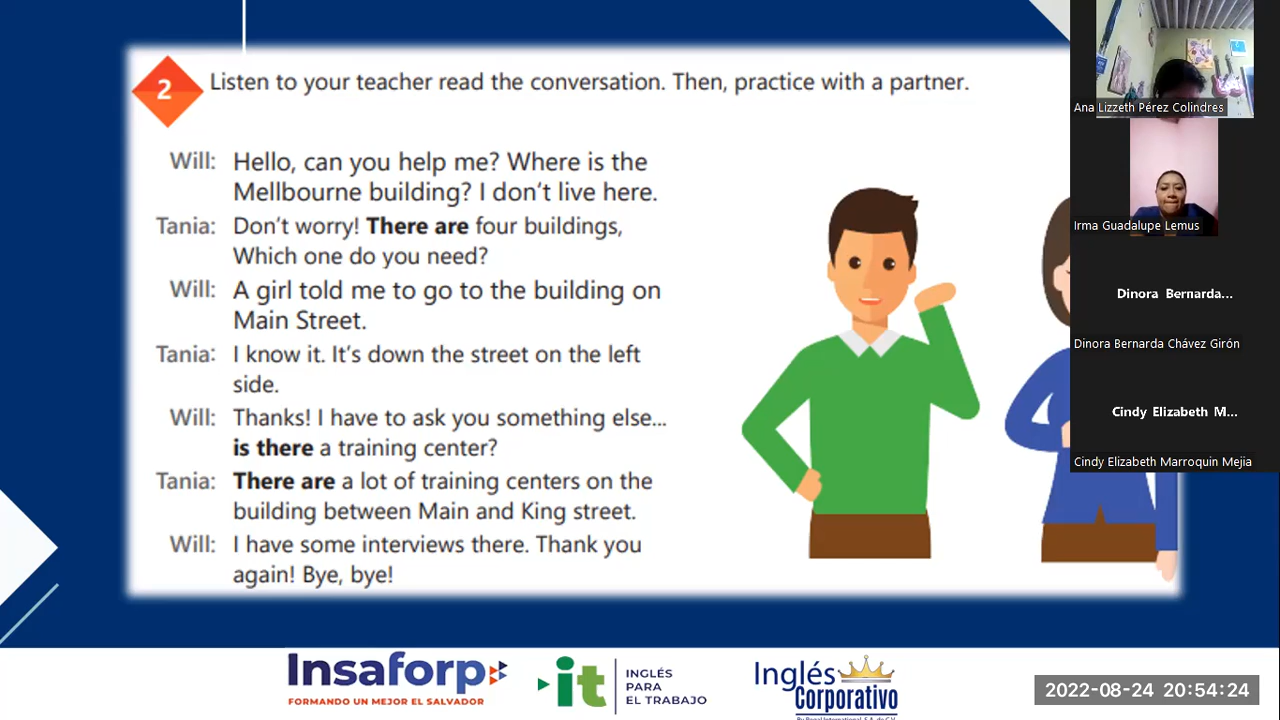 2
Listen to your teacher read the conversation. Then, practice with a partner.
Will: Hello, can you help me? Where is the
Mellbourne building? I don't live here.
Tania: Don't worry! There are four buildings,
Which one do you need?
Will: A girl told me to go to the building on
Main Street.
Tania: I know it. It's down the street on the left
side.
Will: Thanks! I have to ask you something else...
is there a training center?
Tania: There are a lot of training centers on the
building between Main and King street.
Will: I have some interviews there. Thank you
again! Bye, bye!
Ana Lizzeth Pérez Colindres
Irma Guadalupe Lemus
Dinora Bernarda...
Dinora Bernarda Chávez Girón
Cindy Elizabeth M...
Cindy Elizabeth Marroquin Mejia
Insaforp
FORMANDO UN MEJOR EL SALVADOR
it
INGLÉS
PARA
EL TRABAJO
Inglés
Corporativo
2022-08-24 20:54:24